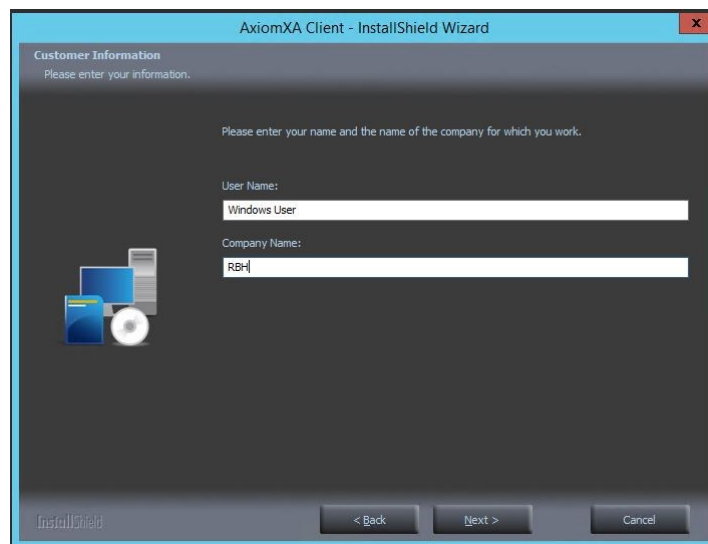 AxiomXA Client - InstallShield Wizard
x
Customer Information
Please enter your information.
Please enter your name and the name of the company for which you work.
User Name:
Windows User
Company Name:
RBH
InstallShield
< Back
Next >
Cancel